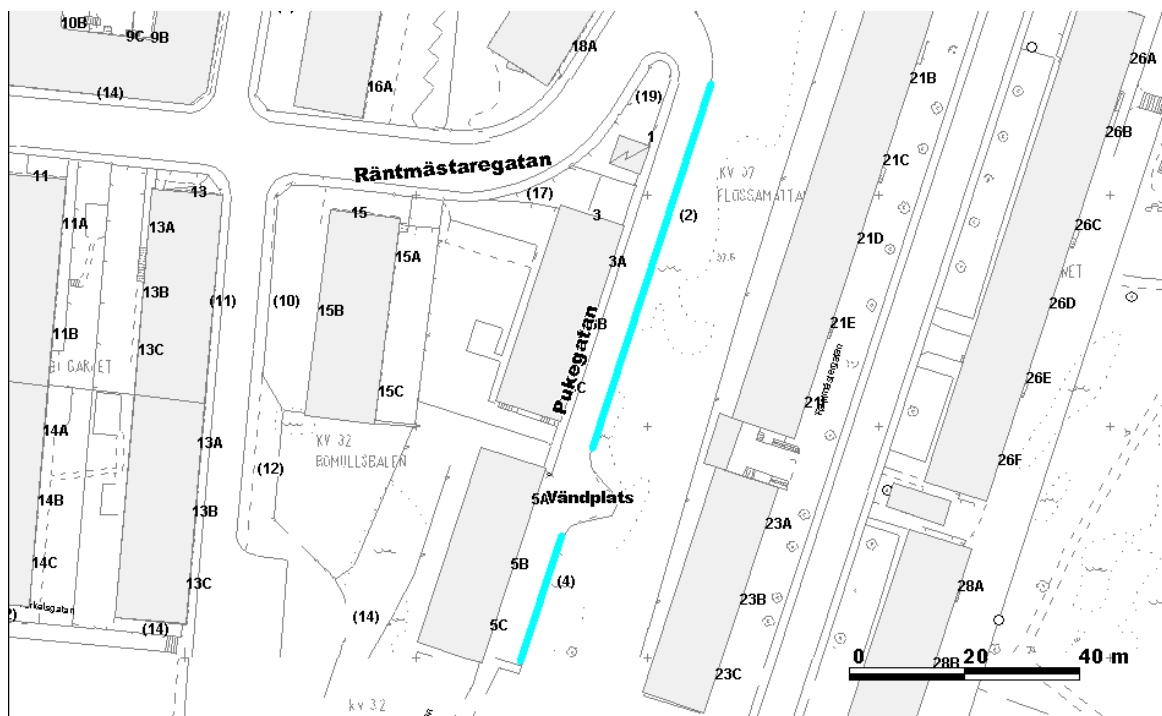 10B
9C
9B
(14)
16A
18A
(19)
1
21B
26A
26B
Räntmästaregatan
11
13
(17)
15
3
KV 37
FLOSSAMATTAN
(2)
21C
11A
13A
15A
3A
21D
26C
13B
(11)
(10)
15B
26D
11B
13C
Pukegatan
21E
Räntmästaregatan
15C
26E
14A
13A
KV 32
BOMULLSBALEN
26F
(12)
14B
13B
5A
Vändplats
23A
14C
13C
5B
(4)
28A
23B
(14)
(14)
5C
23C
28B
0 20 40 m
kv 32